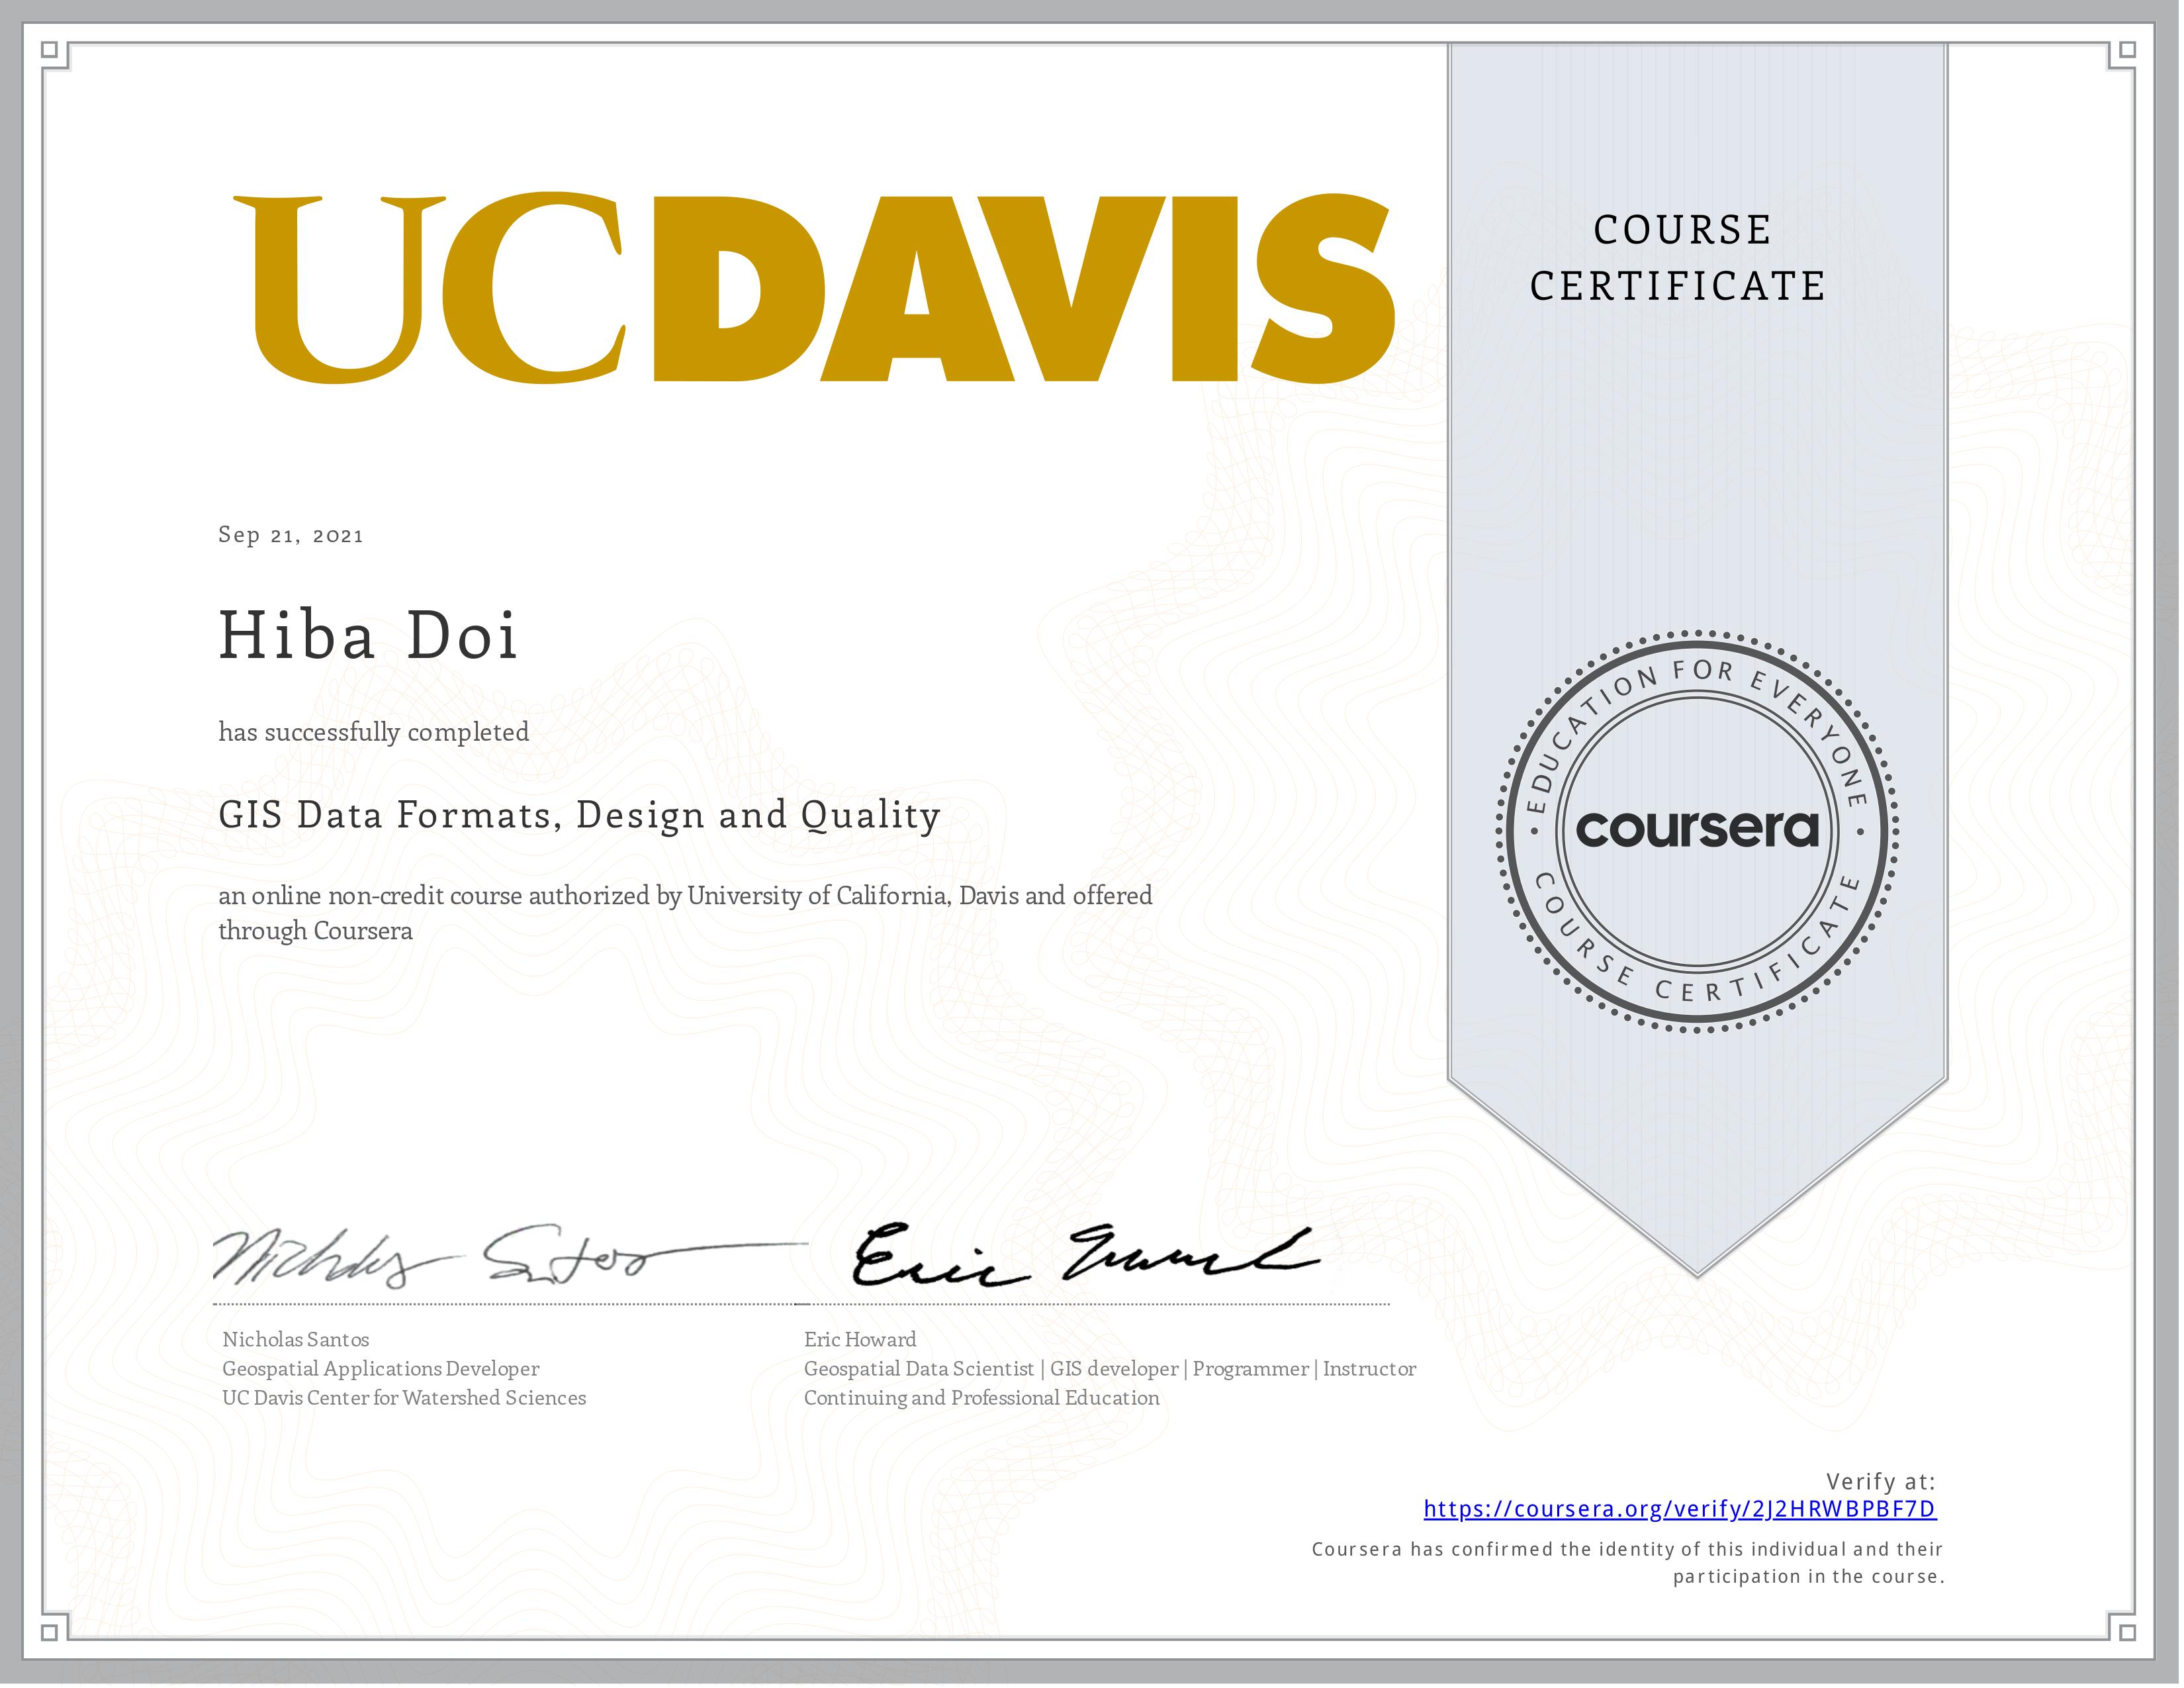 UCDAVIS
COURSE
CERTIFICATE
Sep 21, 2021
Hiba Doi
has successfully completed
GIS Data Formats, Design and Quality
an online non-credit course authorized by University of California, Davis and offered
through Coursera
EDUCATION FOR EVERYONE
coursera
COURSE CERTIFICATE
Nicholas Santos
Eric Howard
Nicholas Santos
Geospatial Applications Developer
UC Davis Center for Watershed Sciences
Eric Howard
Geospatial Data Scientist | GIS developer | Programmer | Instructor
Continuing and Professional Education
Verify at:
https://coursera.org/verify/2J2HRWBPBF7D
Coursera has confirmed the identity of this individual and their
participation in the course.